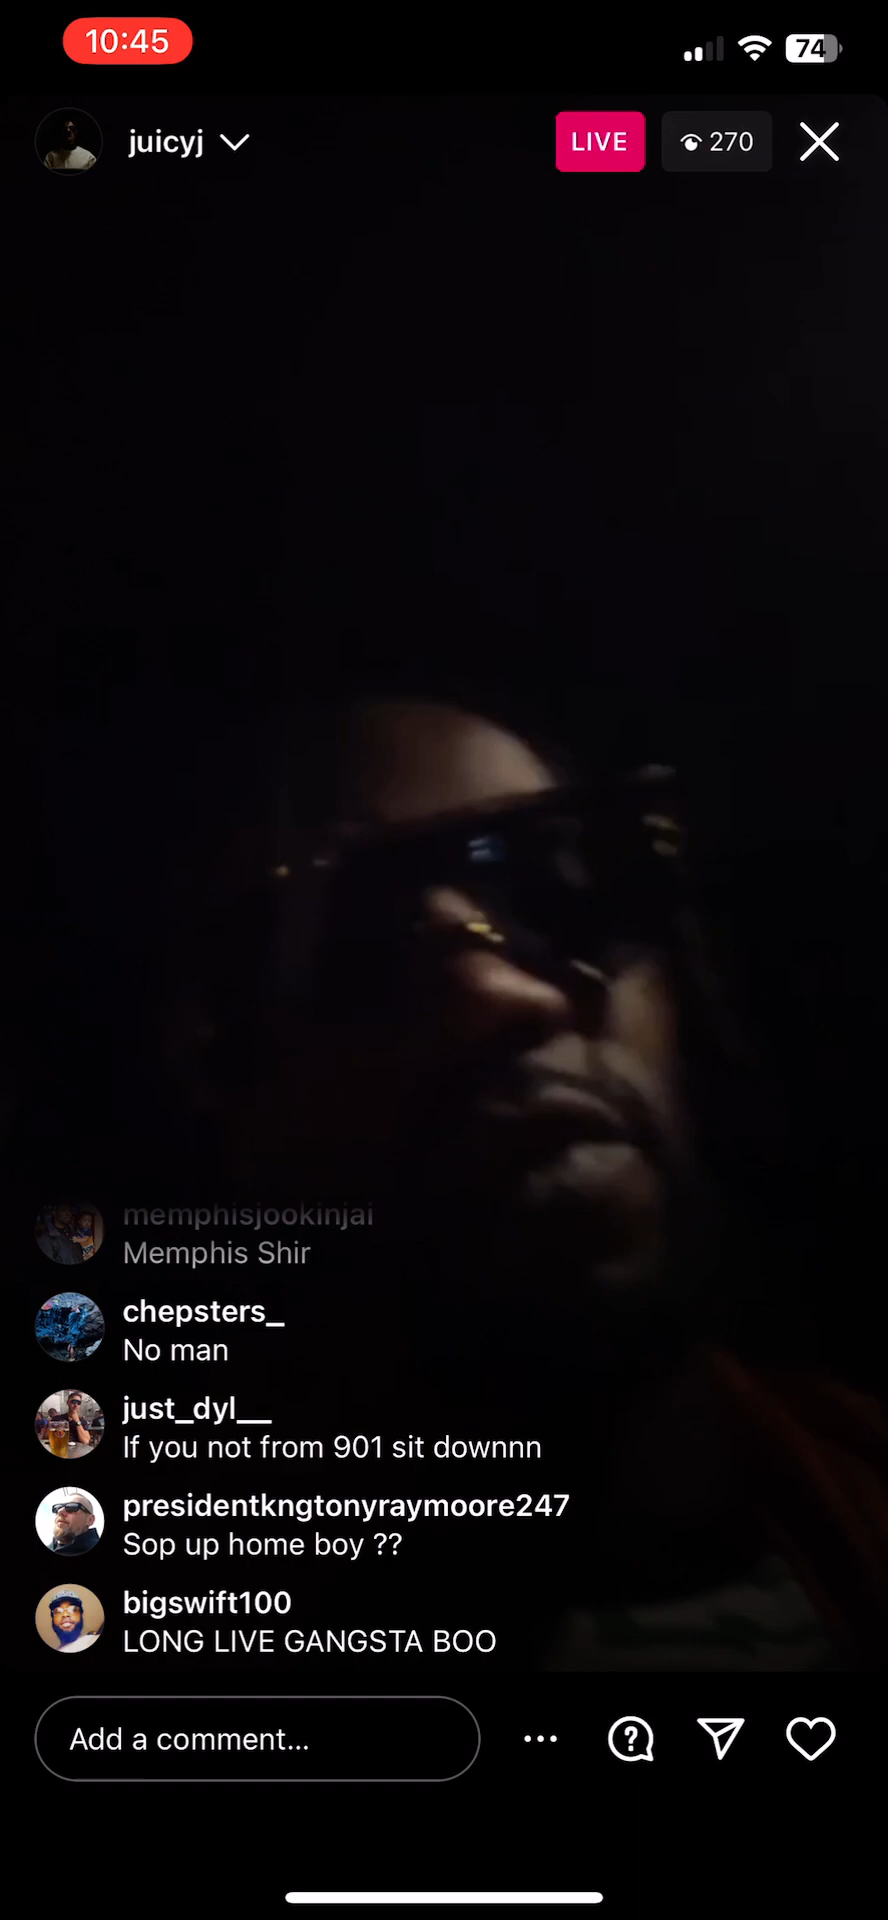 10:45
74
juicyj
LIVE
270
memphisjookinjai
Memphis Shir
chepsters_
No man
just_dyl__
If you not from 901 sit downnn
presidentkngtonyraymoore247
Sop up home boy ??
bigswift100
LONG LIVE GANGSTA BOO
Add a comment...